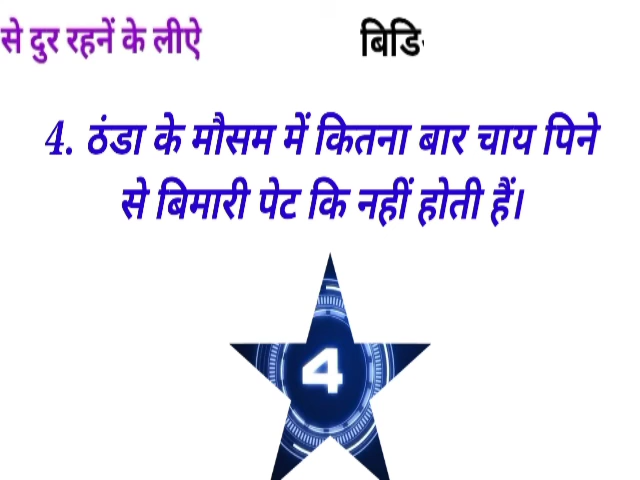 से दुर रहनें के लीऐ
4. ठंडा के मौसम में कितना बार चाय पिने
से बिमारी पेट कि नहीं होती हैं।
4